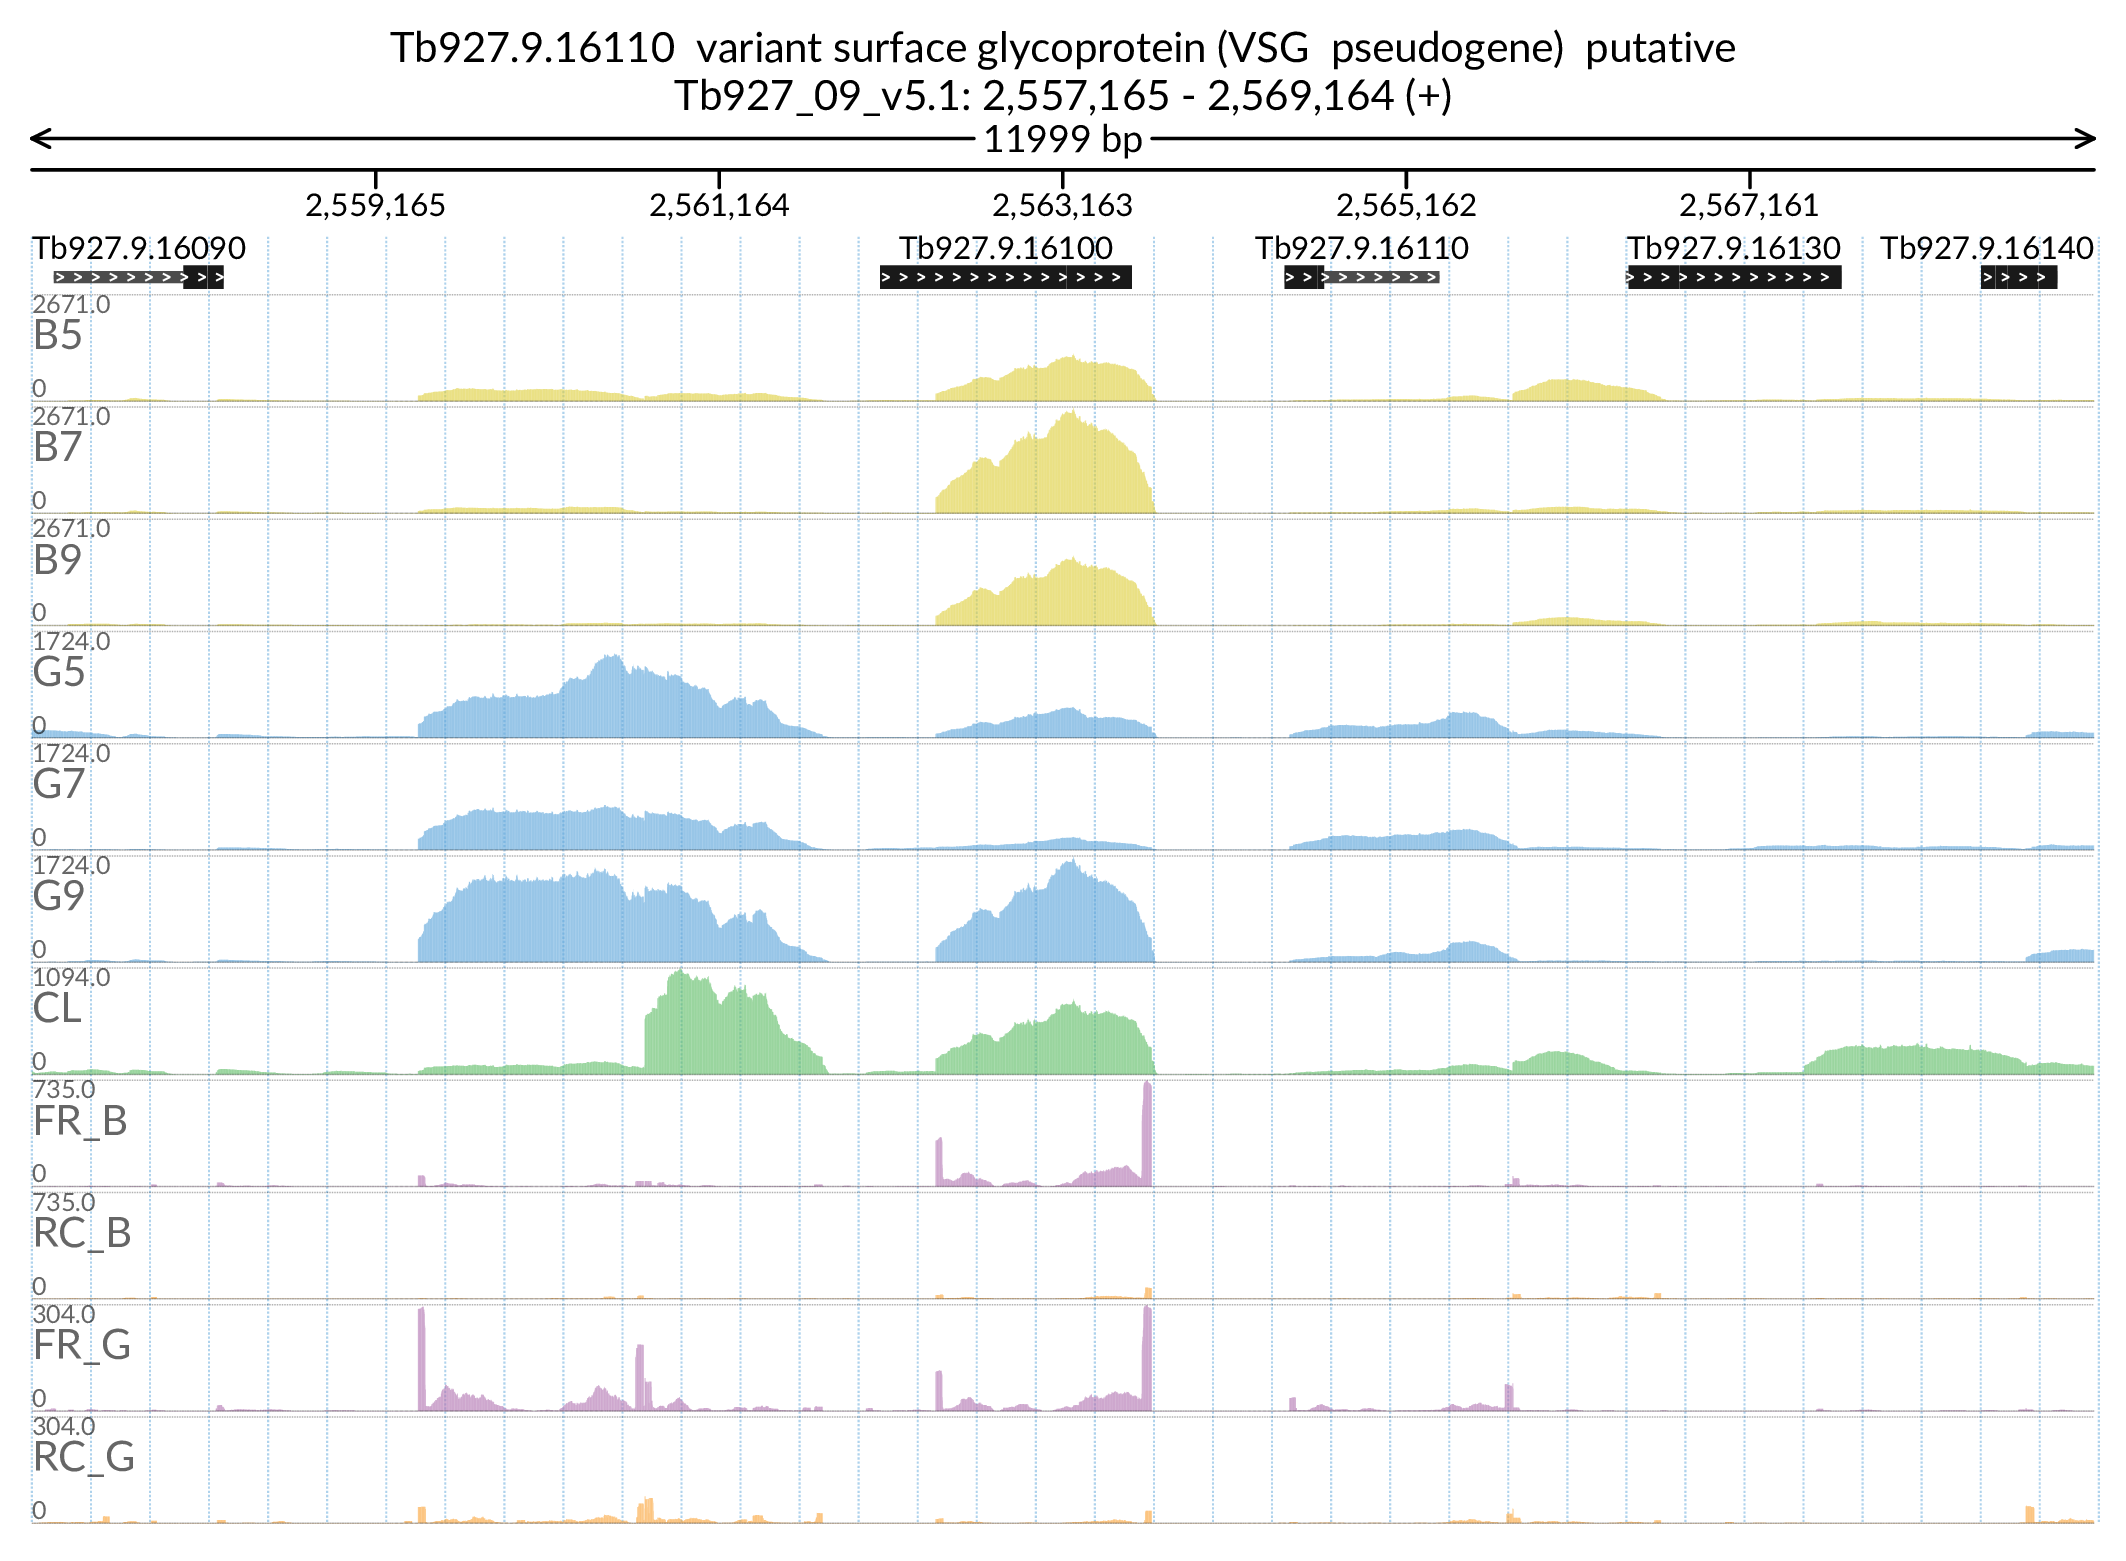 Tb927.9.16110  variant surface glycoprotein (VSG  pseudogene)  putative
Tb927_09_v5.1: 2,557,165 - 2,569,164 (+)
11999 bp
2,559,165 2,561,164 2,563,163 2,565,162 2,567,161
Tb927.9.16090 Tb927.9.16100 Tb927.9.16110 Tb927.9.16130 Tb927.9.16140
2671.0
B5
0
2671.0
B7
0
2671.0
B9
0
1724.0
G5
0
1724.0
G7
0
1724.0
G9
0
1094.0
CL
0
735.0
FR_B
0
735.0
RC_B
0
304.0
FR_G
0
304.0
RC_G
0